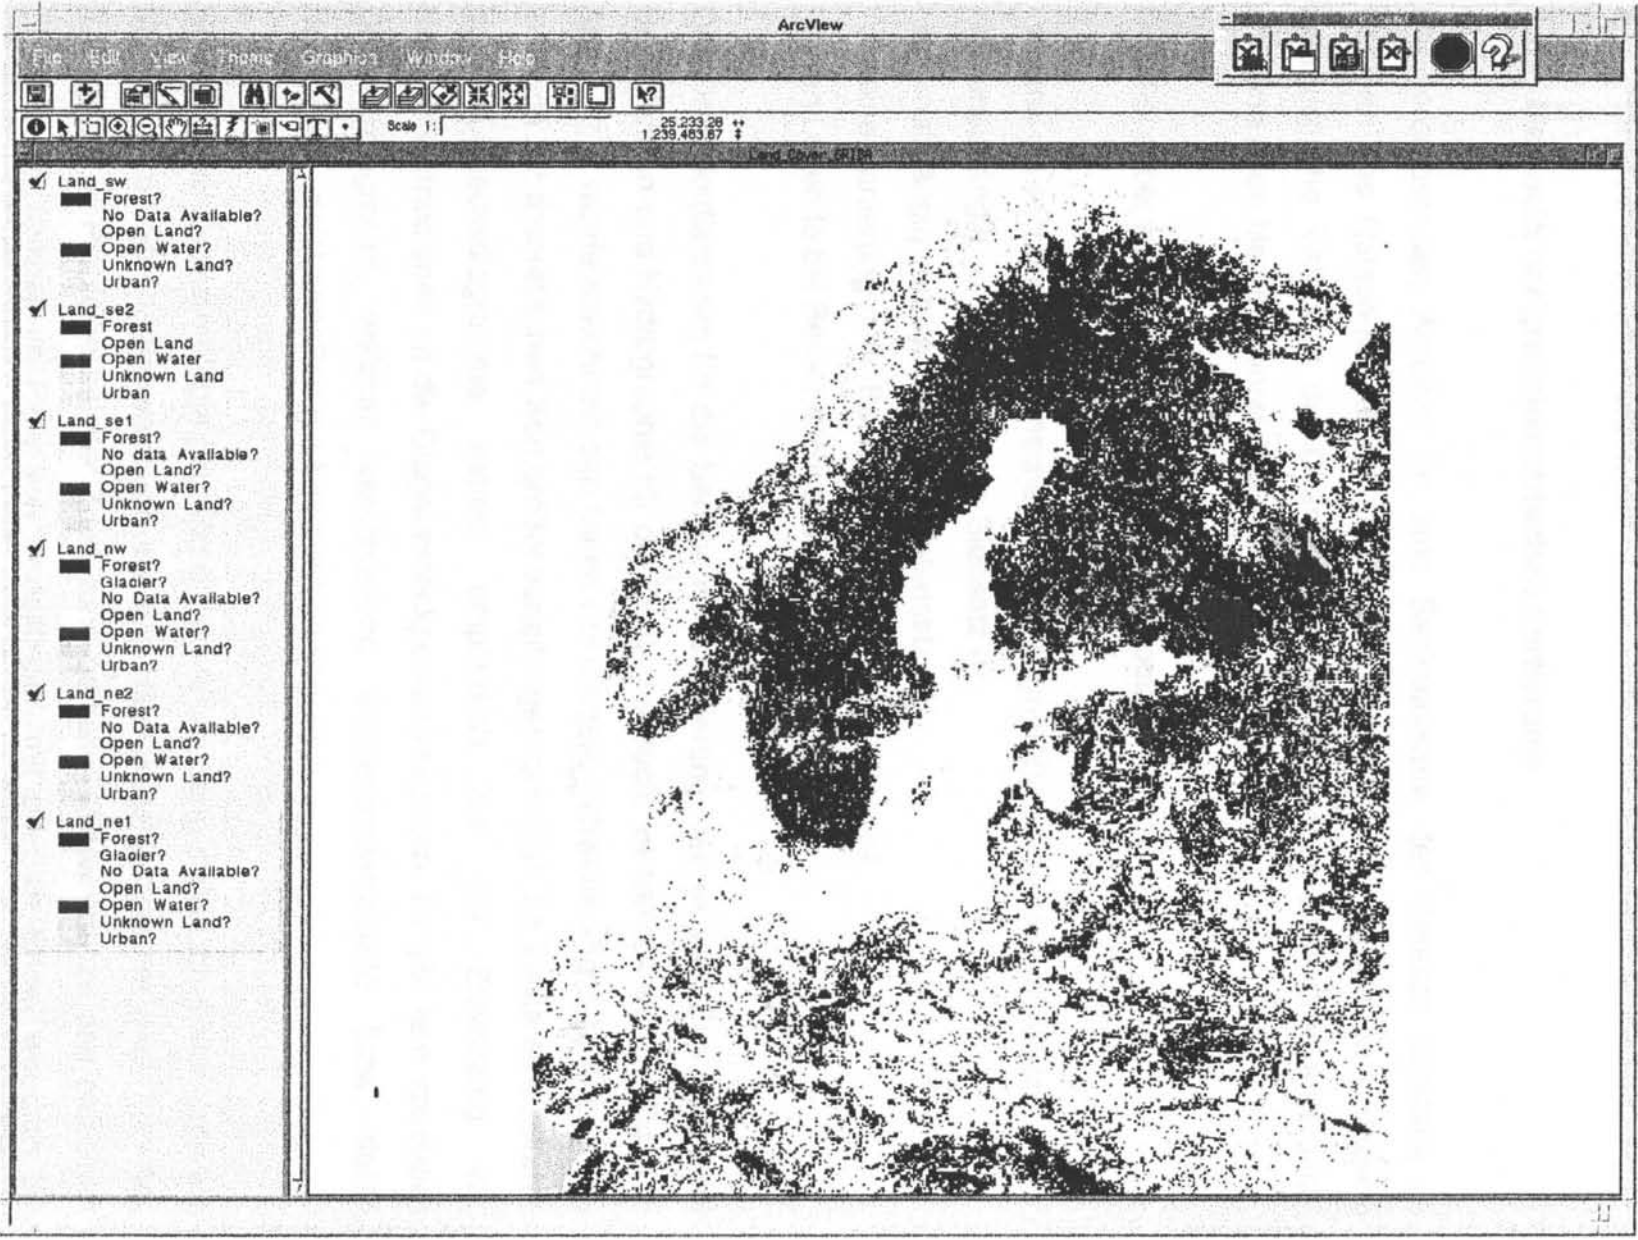 ArcView
File Edit View Theme Graphics Window Help
Scale 1:
25,233.28
1,239,483.87
Land_Cover_GRIDA
Land_sw
Forest?
No Data Available?
Open Land?
Open Water?
Unknown Land?
Urban?
Land_se2
Forest
Open Land
Open Water
Unknown Land
Urban
Land_se1
Forest?
No data Available?
Open Land?
Open Water?
Unknown Land?
Urban?
Land_nw
Forest?
Glacier?
No Data Available?
Open Land?
Open Water?
Unknown Land?
Urban?
Land_ne2
Forest?
No Data Available?
Open Land?
Open Water?
Unknown Land?
Urban?
Land_ne1
Forest?
Glacier?
No Data Available?
Open Land?
Open Water?
Unknown Land?
Urban?